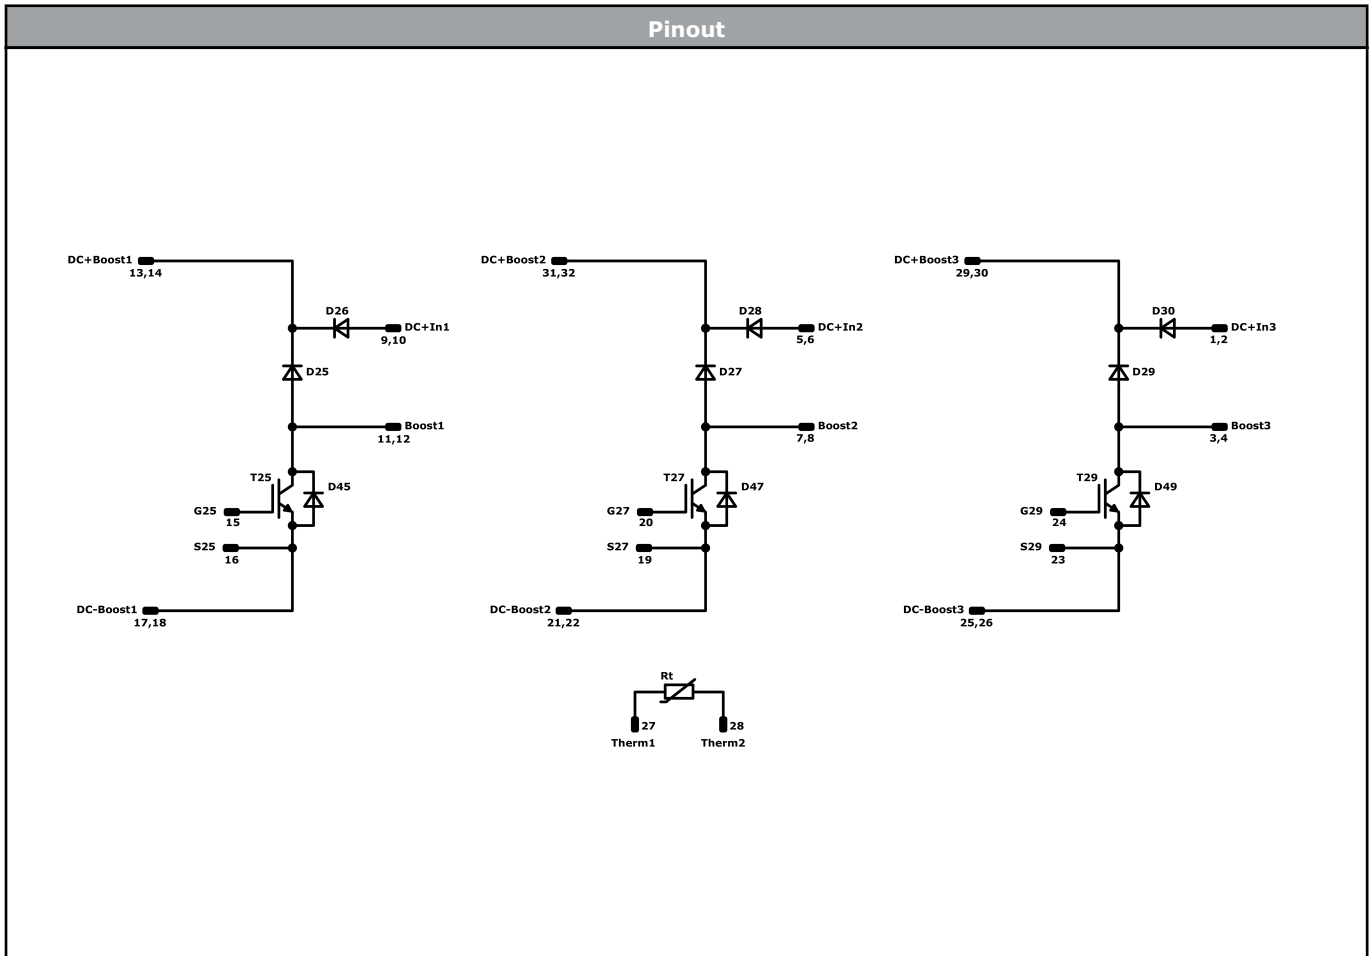 Pinout
DC+Boost1
13,14
DC+Boost2
31,32
DC+Boost3
29,30
D26
DC+In1
9,10
D28
DC+In2
5,6
D30
DC+In3
1,2
D25
D27
D29
Boost1
11,12
Boost2
7,8
Boost3
3,4
T25
D45
G25
15
S25
16
T27
D47
G27
20
S27
19
T29
D49
G29
24
S29
23
DC-Boost1
17,18
DC-Boost2
21,22
DC-Boost3
25,26
Rt
27
28
Therm1
Therm2